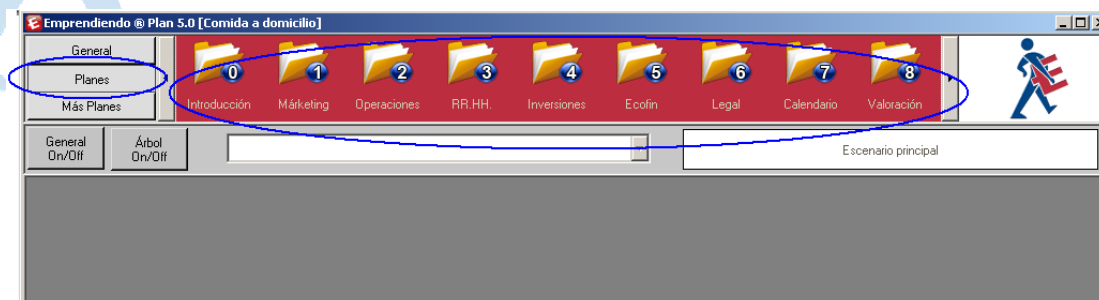 Emprendiendo ® Plan 5.0 [Comida a domicilio]
General
Planes
Más Planes
0 1 2 3 4 5 6 7 8
Introducción Márketing Operaciones RR.HH. Inversiones Ecofin Legal Calendario Valoración
General On/Off
Árbol On/Off
Escenario principal